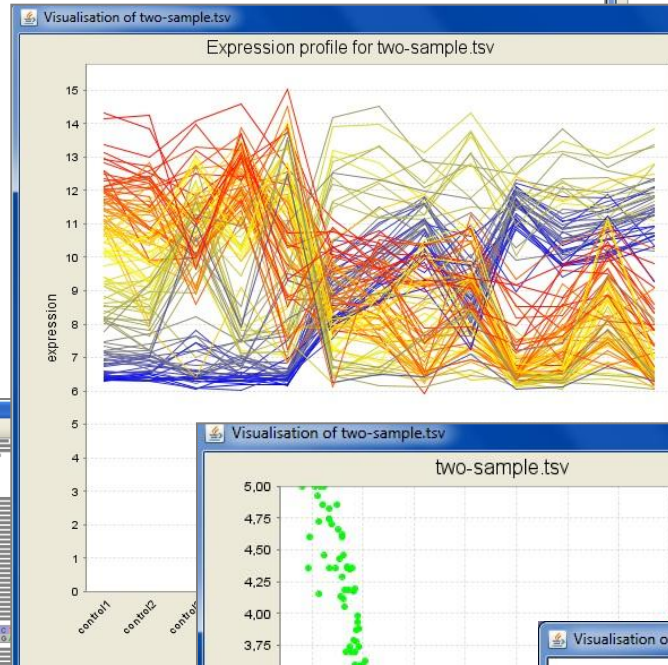 Visualisation of two-sample.tsv
Expression profile for two-sample.tsv
15
14
13
12
11
10
9
8
7
6
5
4
3
2
1
0
expression
control1
control2
Visualisation of two-sample.tsv
two-sample.tsv
5,00
4,75
4,50
4,25
4,00
3,75
Visualisation o